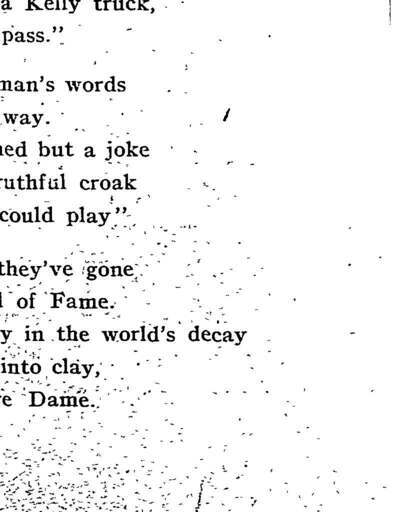 a Kelly truck,
pass."
man's words
way.
ned but a joke
ruthful croak
could play"
they've gone
l of Fame.
y in the world's decay
into clay,
e Dame.